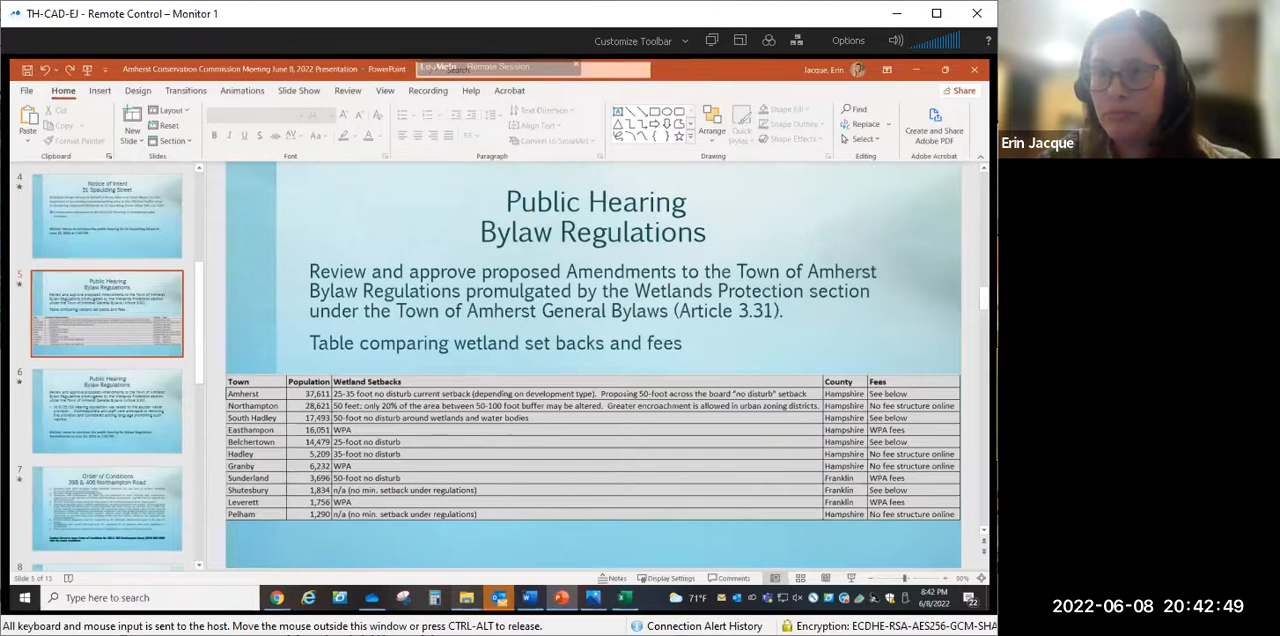 TH-CAD-EJ - Remote Control – Monitor 1
Customize Toolbar
Options
?
Amherst Conservation Commission Meeting June 8, 2022 Presentation - PowerPoint
Remote Session
Jacque, Erin
File Home Insert Design Transitions Animations Slide Show Review View Recording Help Acrobat Share
Paste
Cut
Copy
Format Painter
Clipboard
New Slide
Layout
Reset
Section
Slides
Font
Text Direction
Align Text
Convert to SmartArt
Paragraph
Arrange
Quick Styles
Shape Fill
Shape Outline
Shape Effects
Drawing
Find
Replace
Select
Editing
Create and Share Adobe PDF
Adobe Acrobat
4
Notice of Intent
51 Spaulding Street
5
Public Hearing
Bylaw Regulations
6
Public Hearing
Bylaw Regulations
7
Order of Conditions
398 & 406 Northampton Road
8
Public Hearing
Bylaw Regulations
Review and approve proposed Amendments to the Town of Amherst
Bylaw Regulations promulgated by the Wetlands Protection section
under the Town of Amherst General Bylaws (Article 3.31).
Table comparing wetland set backs and fees
Town Population Wetland Setbacks County Fees
Amherst 37,611 25-35 foot no disturb current setback (depending on development type). Proposing 50-foot across the board "no disturb" setback Hampshire See below
Northampton 28,621 50 feet: only 20% of the area between 50-100 foot buffer may be altered. Greater encroachment is allowed in urban zoning districts. Hampshire No fee structure online
South Hadley 17,493 50-foot no disturb around wetlands and water bodies Hampshire See below
Easthampton 16,051 WPA Hampshire WPA fees
Belchertown 14,479 25-foot no disturb Hampshire See below
Hadley 5,209 35-foot no disturb Hampshire No fee structure online
Granby 6,232 WPA Hampshire No fee structure online
Sunderland 3,696 50-foot no disturb Franklin WPA fees
Shutesbury 1,834 n/a (no min. setback under regulations) Franklin See below
Leverett 1,756 WPA Franklin WPA fees
Pelham 1,290 n/a (no min. setback under regulations) Hampshire No fee structure online
Slide 5 of 13
Notes Display Settings Comments 90%
Type here to search
71°F
8:42 PM
6/8/2022
22
All keyboard and mouse input is sent to the host. Move the mouse outside this window or press CTRL-ALT to release.
Connection Alert History
Encryption: ECDHE-RSA-AES256-GCM-SHA
Erin Jacque
2022-06-08 20:42:49